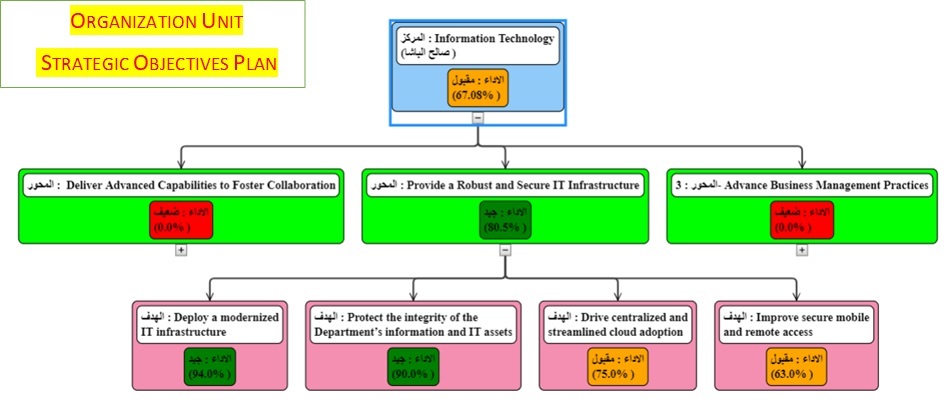 ORGANIZATION UNIT
STRATEGIC OBJECTIVES PLAN
المركز : Information Technology
(صالح الباشا )
الاداء : مقبول
(67.08% )
المحور : Deliver Advanced Capabilities to Foster Collaboration
الاداء : ضعيف
(0.0% )
المحور : Provide a Robust and Secure IT Infrastructure
الاداء : جيد
(80.5% )
3 : المحور- Advance Business Management Practices
الاداء : ضعيف
(0.0% )
الهدف : Deploy a modernized
IT infrastructure
الاداء : جيد
(94.0% )
الهدف : Protect the integrity of the
Department's information and IT assets
الاداء : جيد
(90.0% )
الهدف : Drive centralized and
streamlined cloud adoption
الاداء : مقبول
(75.0% )
الهدف : Improve secure mobile
and remote access
الاداء : مقبول
(63.0% )